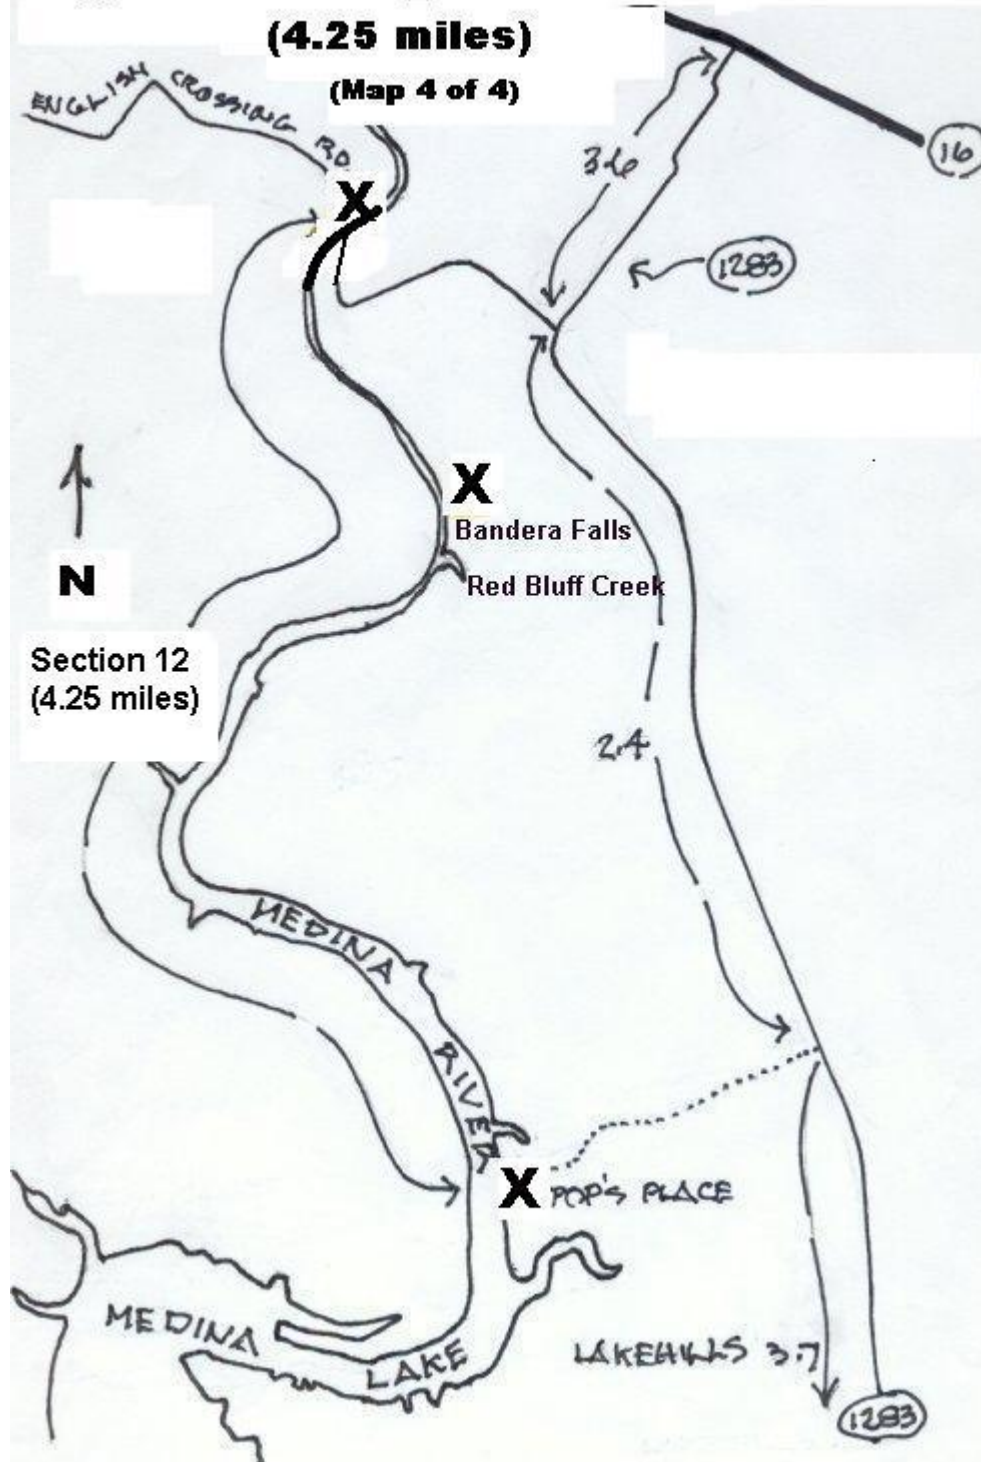 (4.25 miles)
(Map 4 of 4)
ENGLISH CROSSING RD.
16
3.6
1283
X
X
Bandera Falls
Red Bluff Creek
N
Section 12
(4.25 miles)
2.4
MEDINA RIVER
X POP'S PLACE
MEDINA LAKE
LAKEHILLS 3.7
1283